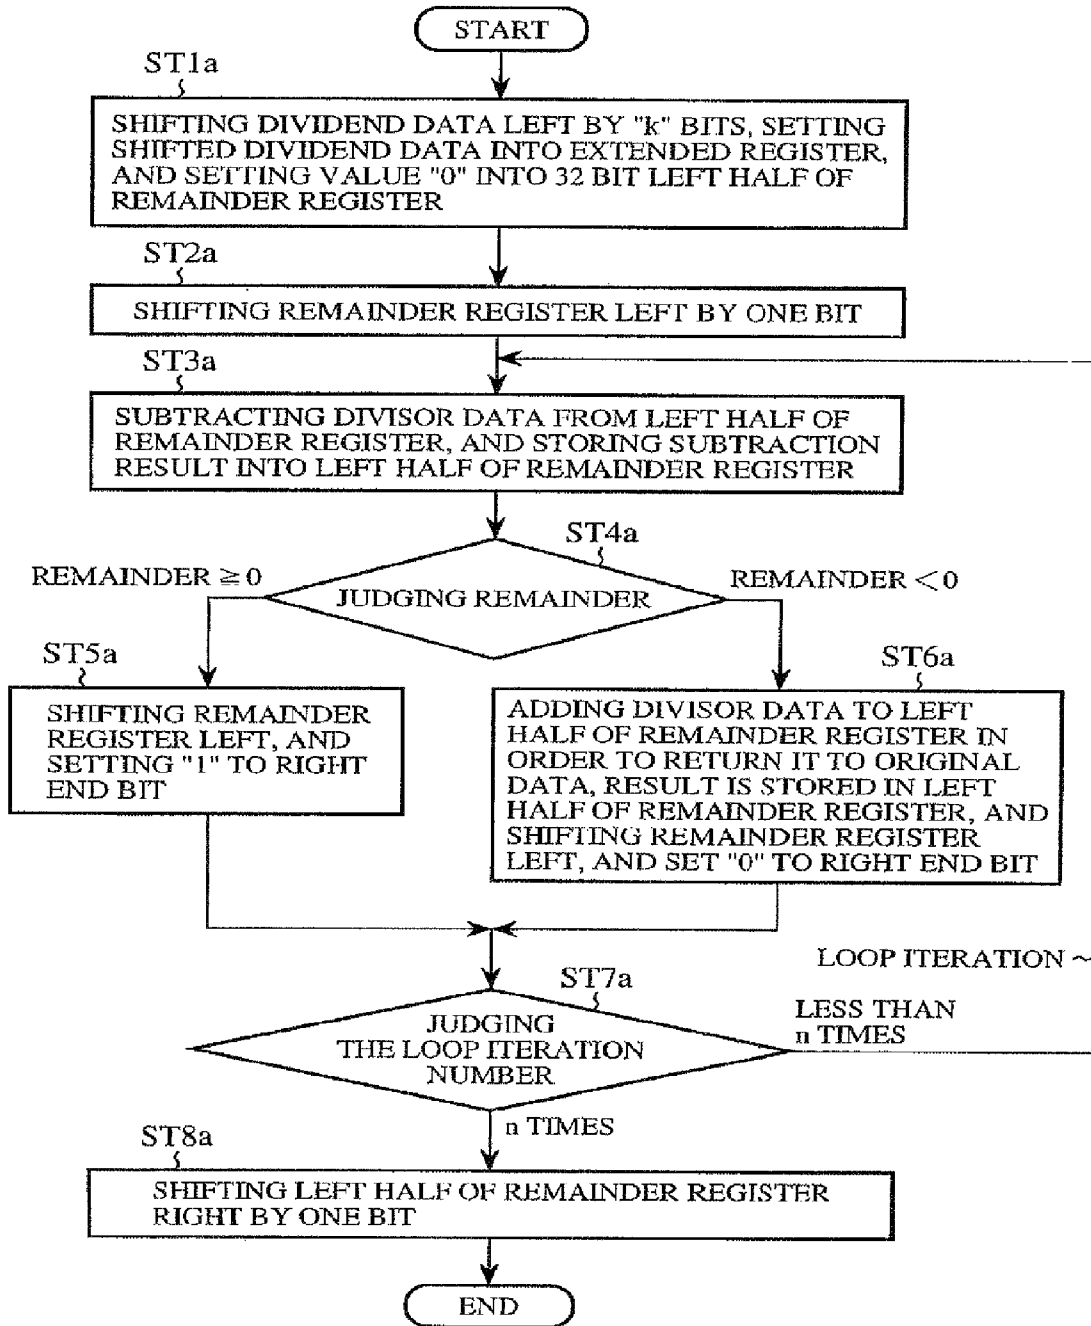 START
ST1a
SHIFTING DIVIDEND DATA LEFT BY "k" BITS, SETTING
SHIFTED DIVIDEND DATA INTO EXTENDED REGISTER,
AND SETTING VALUE "0" INTO 32 BIT LEFT HALF OF
REMAINDER REGISTER
ST2a
SHIFTING REMAINDER REGISTER LEFT BY ONE BIT
ST3a
SUBTRACTING DIVISOR DATA FROM LEFT HALF OF
REMAINDER REGISTER, AND STORING SUBTRACTION
RESULT INTO LEFT HALF OF REMAINDER REGISTER
ST4a
REMAINDER ≧ 0
JUDGING REMAINDER
REMAINDER < 0
ST5a
SHIFTING REMAINDER
REGISTER LEFT, AND
SETTING "1" TO RIGHT
END BIT
ST6a
ADDING DIVISOR DATA TO LEFT
HALF OF REMAINDER REGISTER IN
ORDER TO RETURN IT TO ORIGINAL
DATA, RESULT IS STORED IN LEFT
HALF OF REMAINDER REGISTER, AND
SHIFTING REMAINDER REGISTER
LEFT, AND SET "0" TO RIGHT END BIT
LOOP ITERATION ~
ST7a
JUDGING
THE LOOP ITERATION
NUMBER
LESS THAN
n TIMES
n TIMES
ST8a
SHIFTING LEFT HALF OF REMAINDER REGISTER
RIGHT BY ONE BIT
END